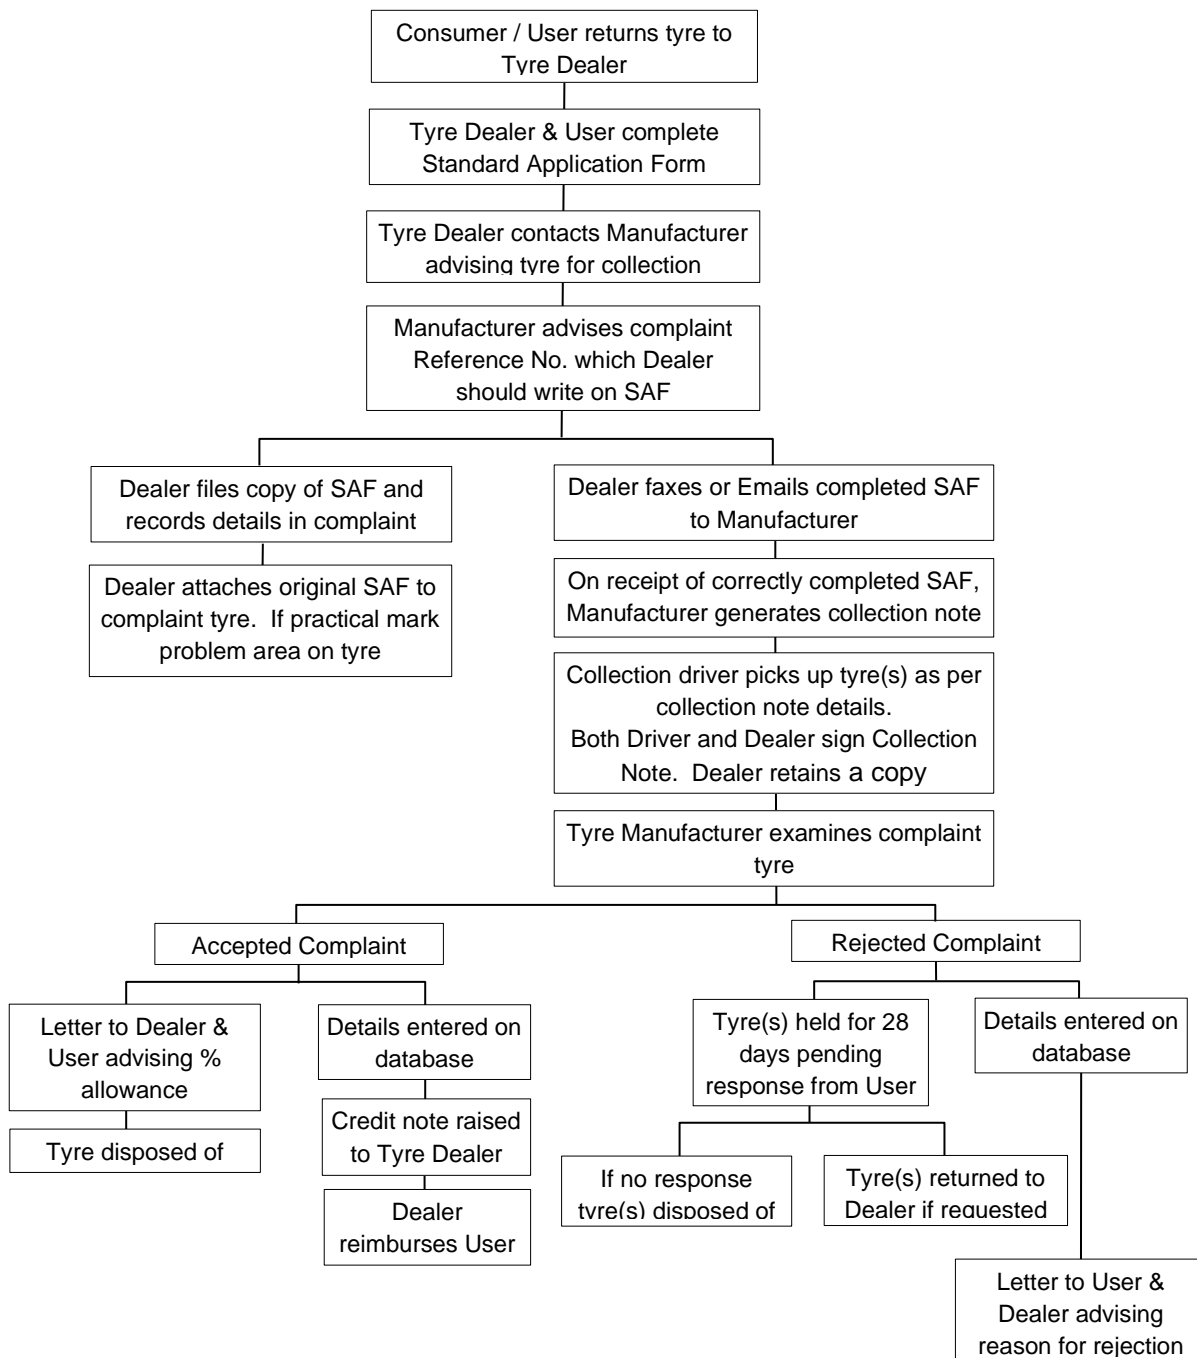 Consumer / User returns tyre to
Tyre Dealer
Tyre Dealer & User complete
Standard Application Form
Tyre Dealer contacts Manufacturer
advising tyre for collection
Manufacturer advises complaint
Reference No. which Dealer
should write on SAF
Dealer files copy of SAF and
records details in complaint
Dealer attaches original SAF to
complaint tyre.  If practical mark
problem area on tyre
Dealer faxes or Emails completed SAF
to Manufacturer
On receipt of correctly completed SAF,
Manufacturer generates collection note
Collection driver picks up tyre(s) as per
collection note details.
Both Driver and Dealer sign Collection
Note.  Dealer retains a copy
Tyre Manufacturer examines complaint
tyre
Accepted Complaint
Letter to Dealer &
User advising %
allowance
Tyre disposed of
Details entered on
database
Credit note raised
to Tyre Dealer
Dealer
reimburses User
Rejected Complaint
Tyre(s) held for 28
days pending
response from User
If no response
tyre(s) disposed of
Tyre(s) returned to
Dealer if requested
Details entered on
database
Letter to User &
Dealer advising
reason for rejection